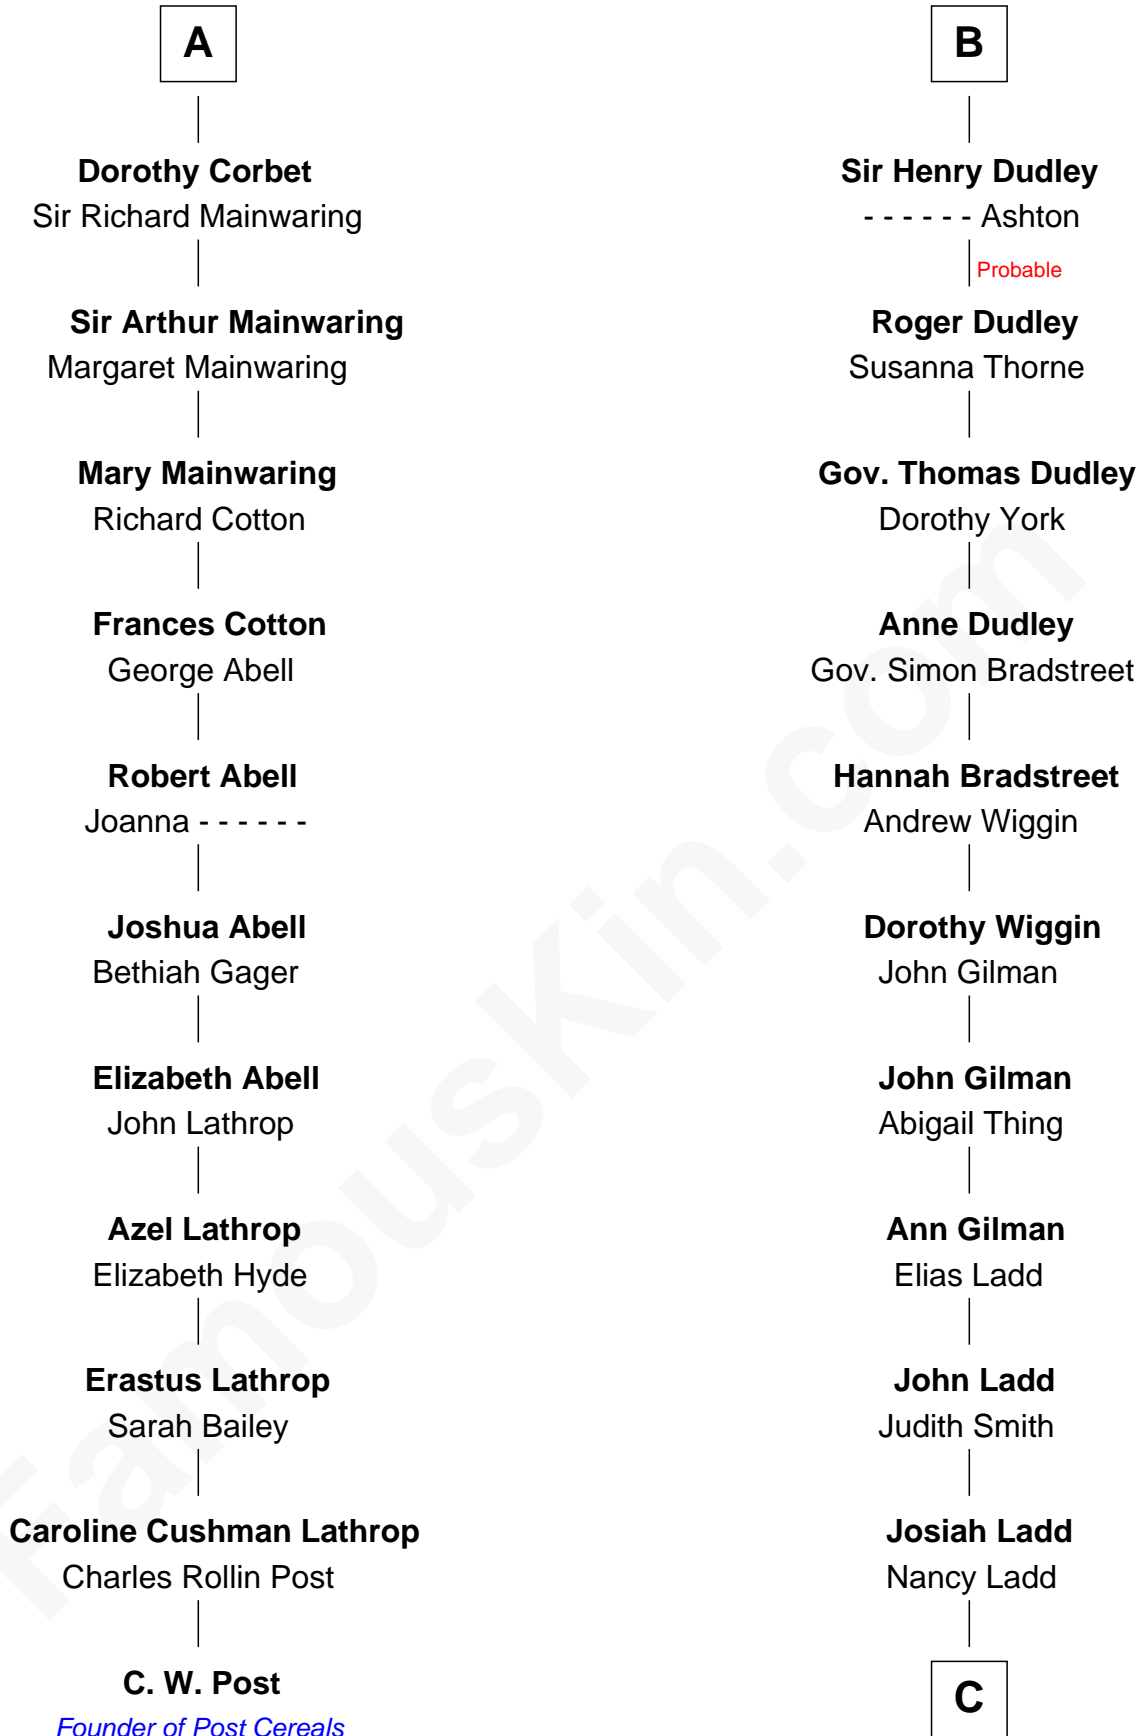 A
Dorothy Corbet
Sir Richard Mainwaring
Sir Arthur Mainwaring
Margaret Mainwaring
Mary Mainwaring
Richard Cotton
Frances Cotton
George Abell
Robert Abell
Joanna - - - - - -
Joshua Abell
Bethiah Gager
Elizabeth Abell
John Lathrop
Azel Lathrop
Elizabeth Hyde
Erastus Lathrop
Sarah Bailey
Caroline Cushman Lathrop
Charles Rollin Post
C. W. Post
Founder of Post Cereals
B
Sir Henry Dudley
- - - - - - Ashton
Probable
Roger Dudley
Susanna Thorne
Gov. Thomas Dudley
Dorothy York
Anne Dudley
Gov. Simon Bradstreet
Hannah Bradstreet
Andrew Wiggin
Dorothy Wiggin
John Gilman
John Gilman
Abigail Thing
Ann Gilman
Elias Ladd
John Ladd
Judith Smith
Josiah Ladd
Nancy Ladd
C
FamousKin.com